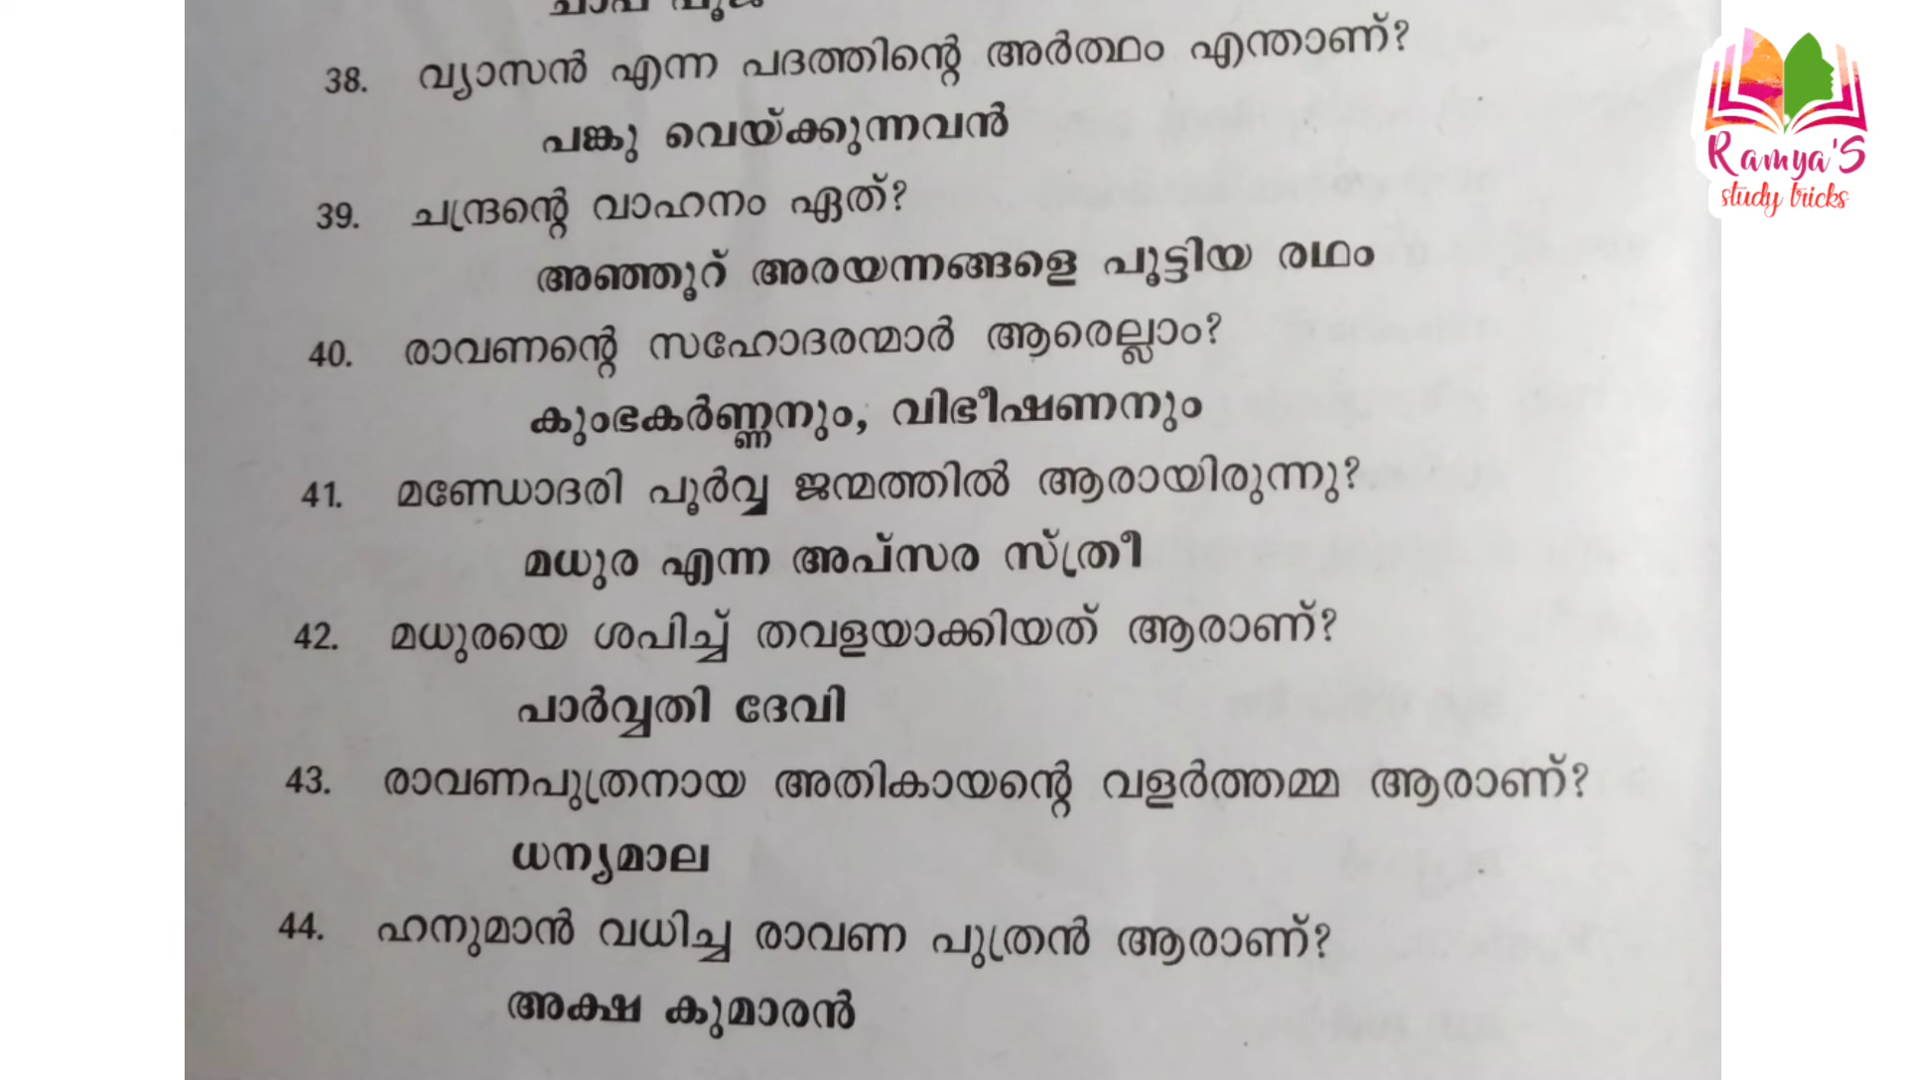 ചാപ പൂജ
38. വ്യാസൻ എന്ന പദത്തിന്റെ അർത്ഥം എന്താണ്?
പങ്കു വെയ്ക്കുന്നവൻ
39. ചന്ദ്രന്റെ വാഹനം ഏത്?
അഞ്ഞൂറ് അരയന്നങ്ങളെ പൂട്ടിയ രഥം
40. രാവണന്റെ സഹോദരന്മാർ ആരെല്ലാം?
കുംഭകർണ്ണനും, വിഭീഷണനും
41. മണ്ഡോദരി പൂർവ്വ ജന്മത്തിൽ ആരായിരുന്നു?
മധുര എന്ന അപ്സര സ്ത്രീ
42. മധുരയെ ശപിച്ച് തവളയാക്കിയത് ആരാണ്?
പാർവ്വതി ദേവി
43. രാവണപുത്രനായ അതികായന്റെ വളർത്തമ്മ ആരാണ്?
ധന്യമാല
44. ഹനുമാൻ വധിച്ച രാവണ പുത്രൻ ആരാണ്?
അക്ഷ കുമാരൻ
Ramya'S
study tricks